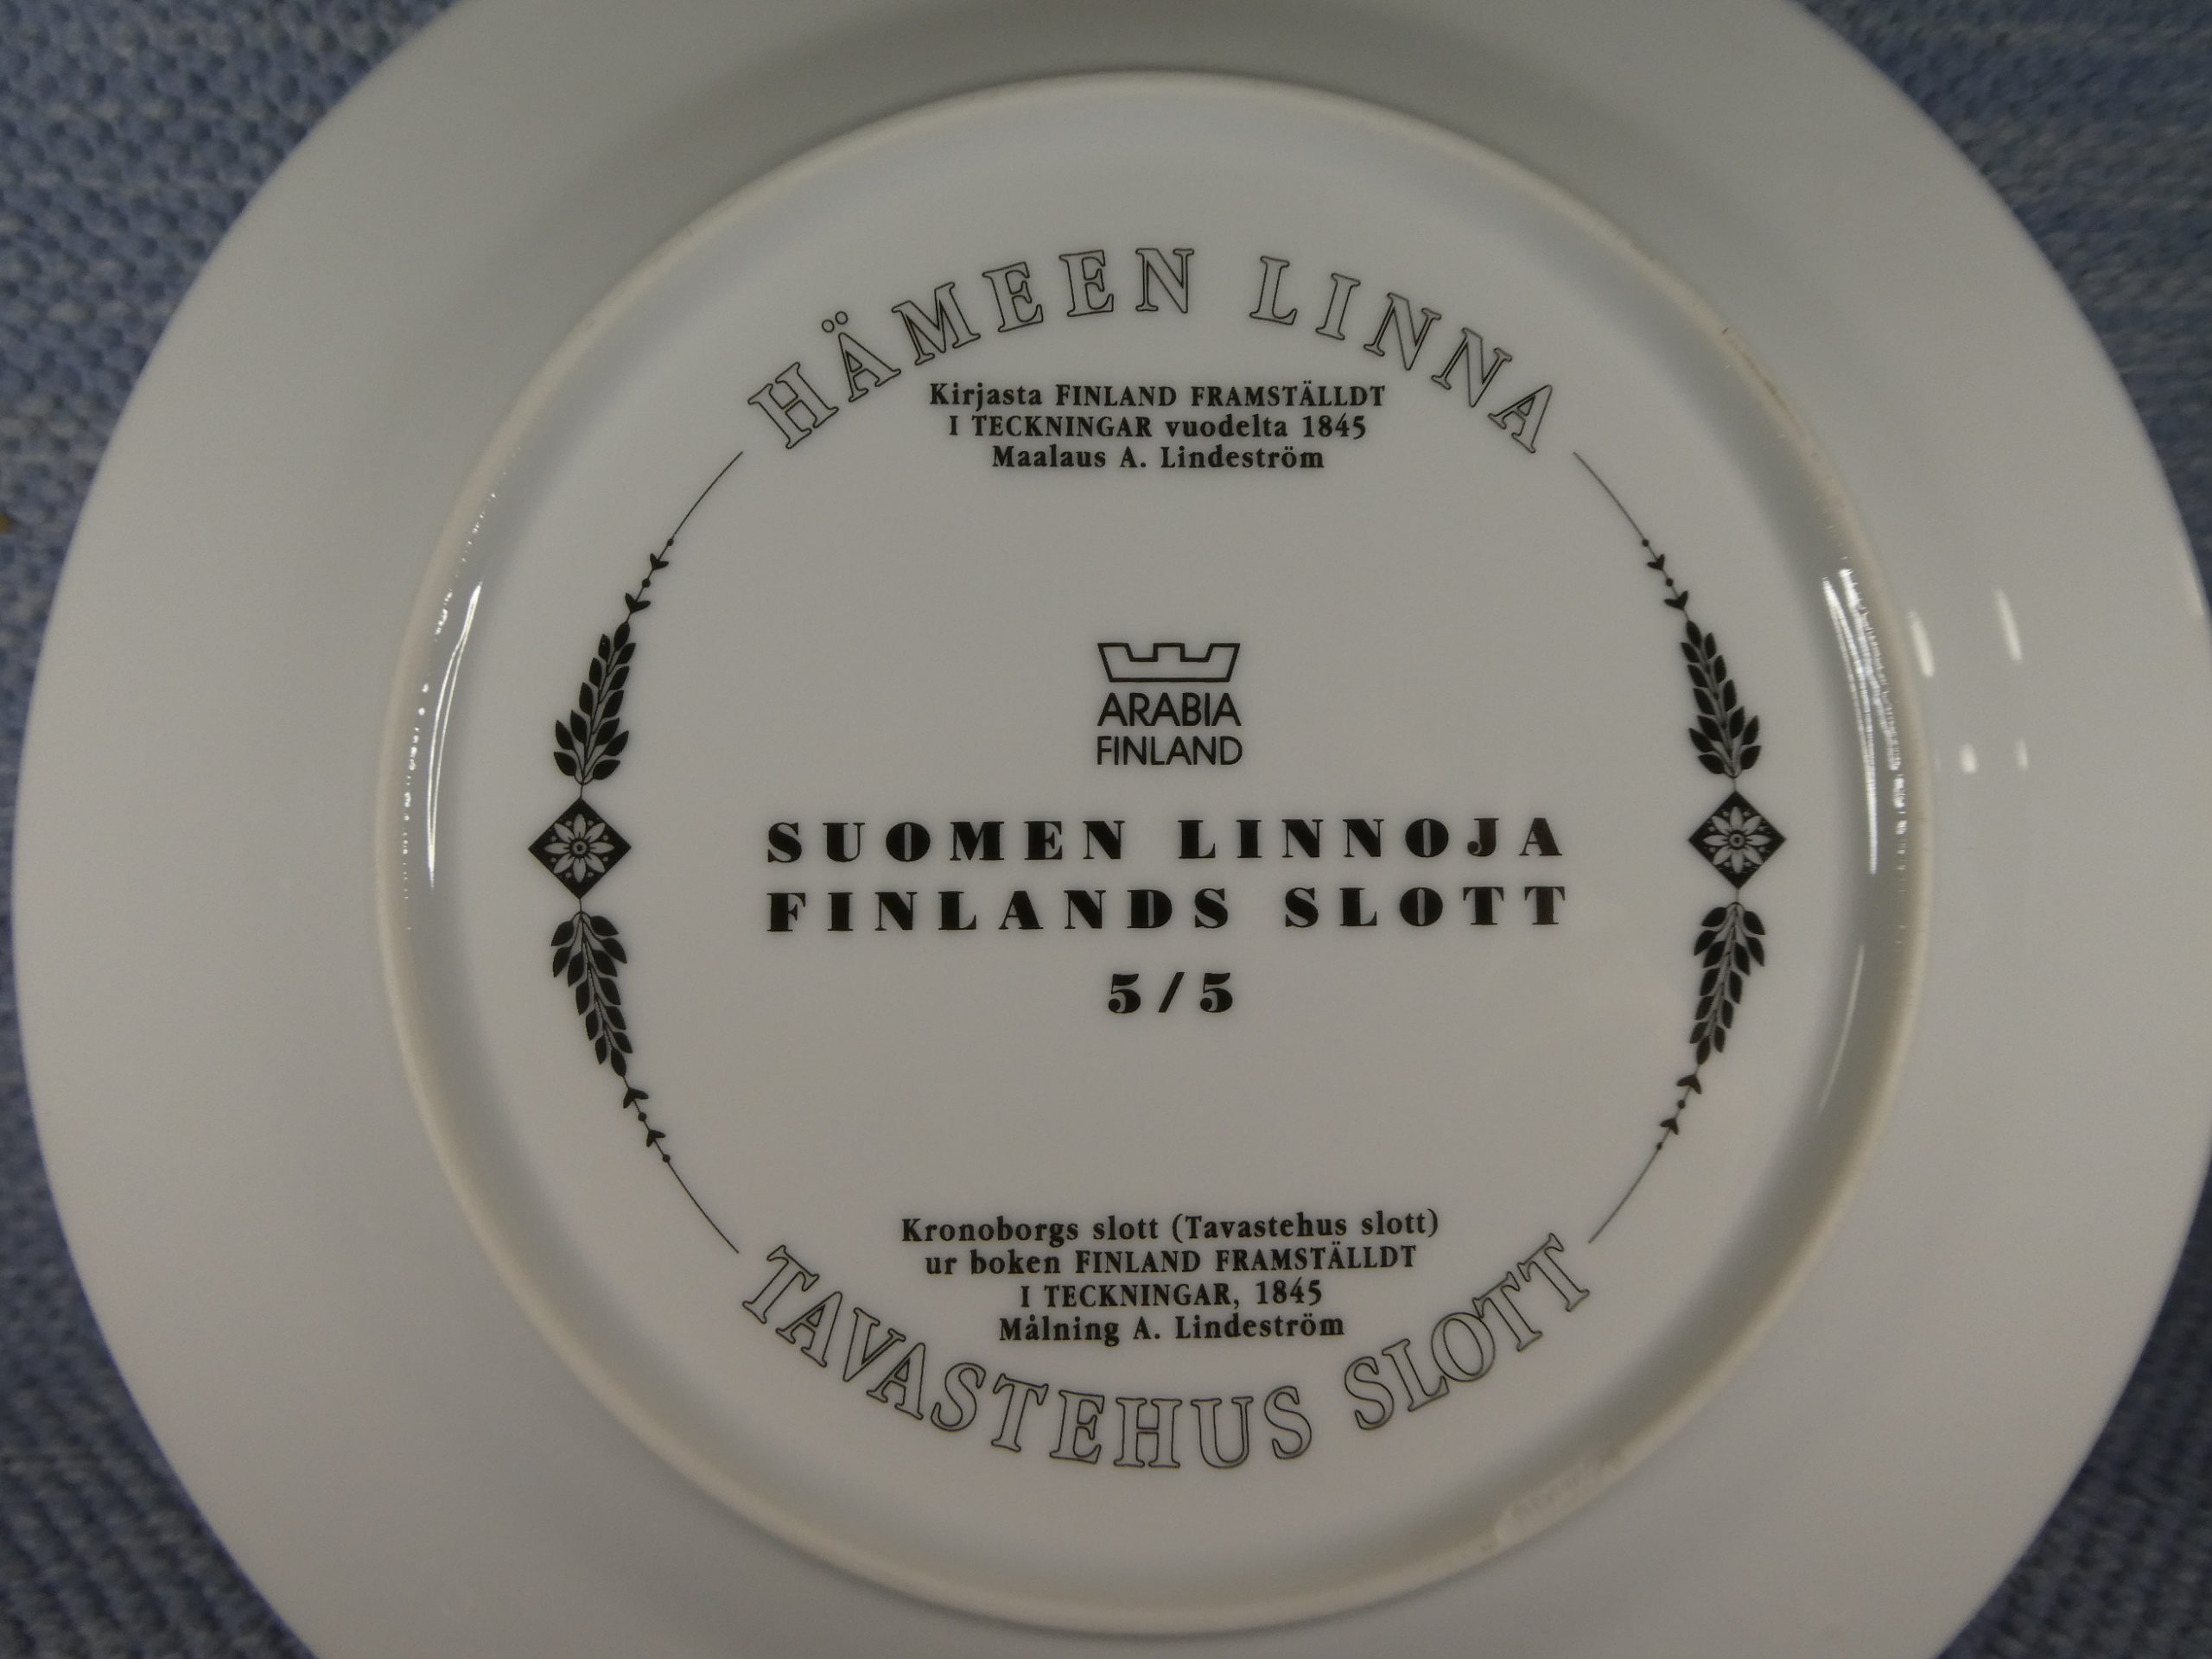 HÄMEEN LINNA
Kirjasta FINLAND FRAMSTÄLLDT
I TECKNINGAR vuodelta 1845
Maalaus A. Lindeström
ARABIA
FINLAND
SUOMEN LINNOJA
FINLANDS SLOTT
5/5
Kronoborgs slott (Tavastehus slott)
ur boken FINLAND FRAMSTÄLLDT
I TECKNINGAR, 1845
Målning A. Lindeström
TAVASTEHUS SLOTT